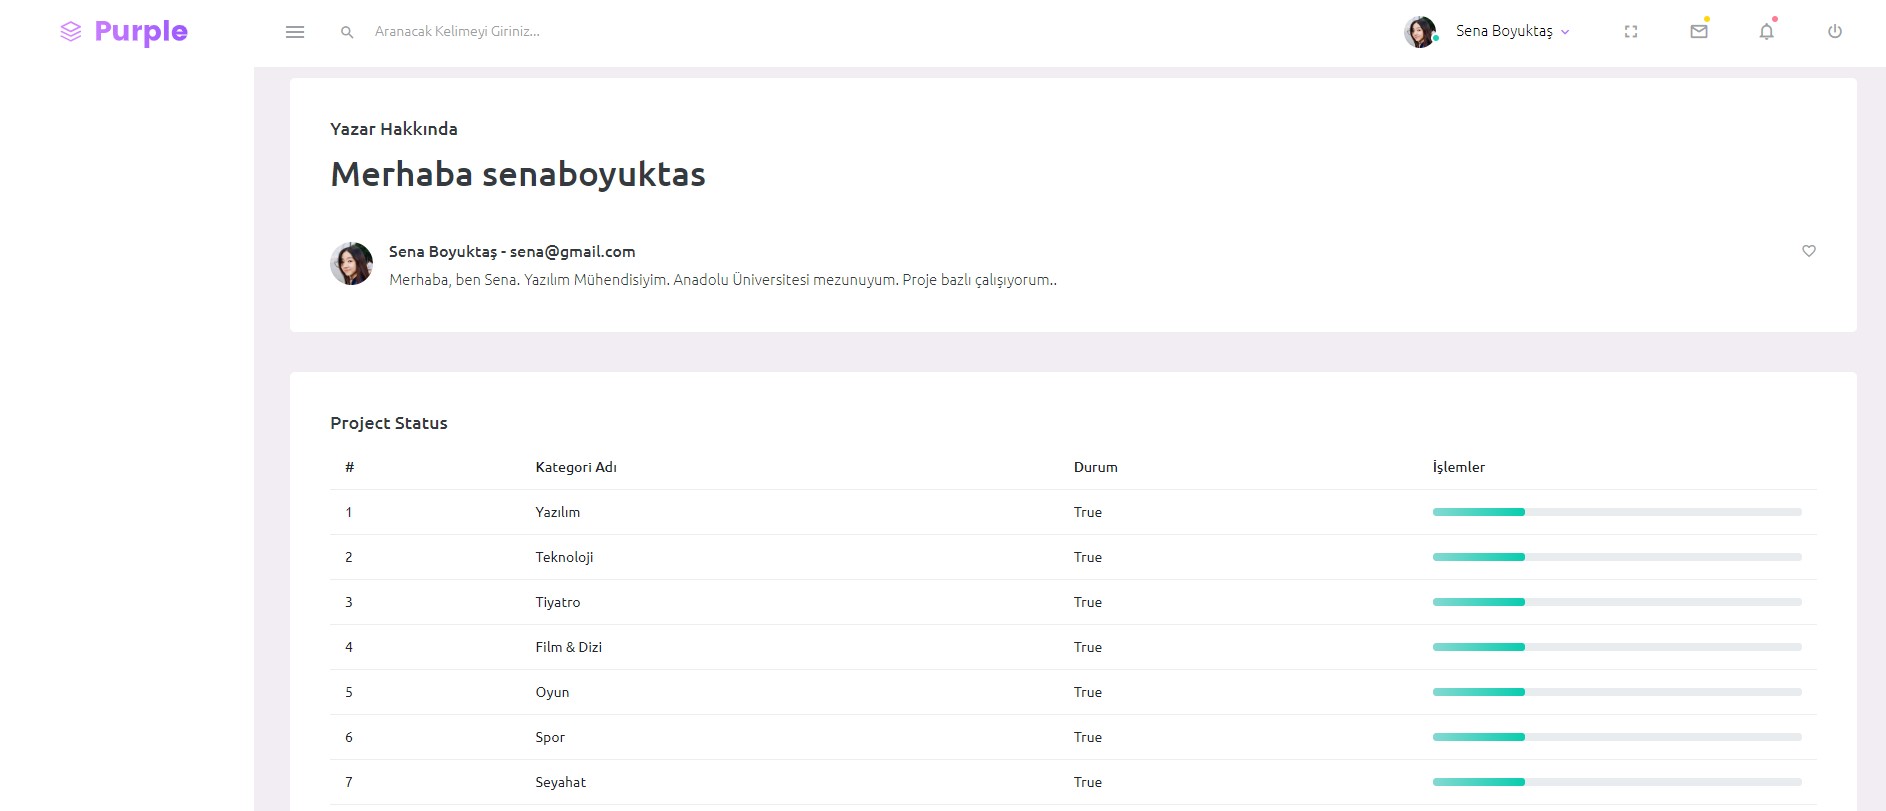 Purple
Aranacak Kelimeyi Giriniz...
Sena Boyuktaş
Yazar Hakkında
Merhaba senaboyuktas
Sena Boyuktaş - sena@gmail.com
Merhaba, ben Sena. Yazılım Mühendisiyim. Anadolu Üniversitesi mezunuyum. Proje bazlı çalışıyorum..
Project Status
# Kategori Adı Durum İşlemler
1 Yazılım True
2 Teknoloji True
3 Tiyatro True
4 Film & Dizi True
5 Oyun True
6 Spor True
7 Seyahat True